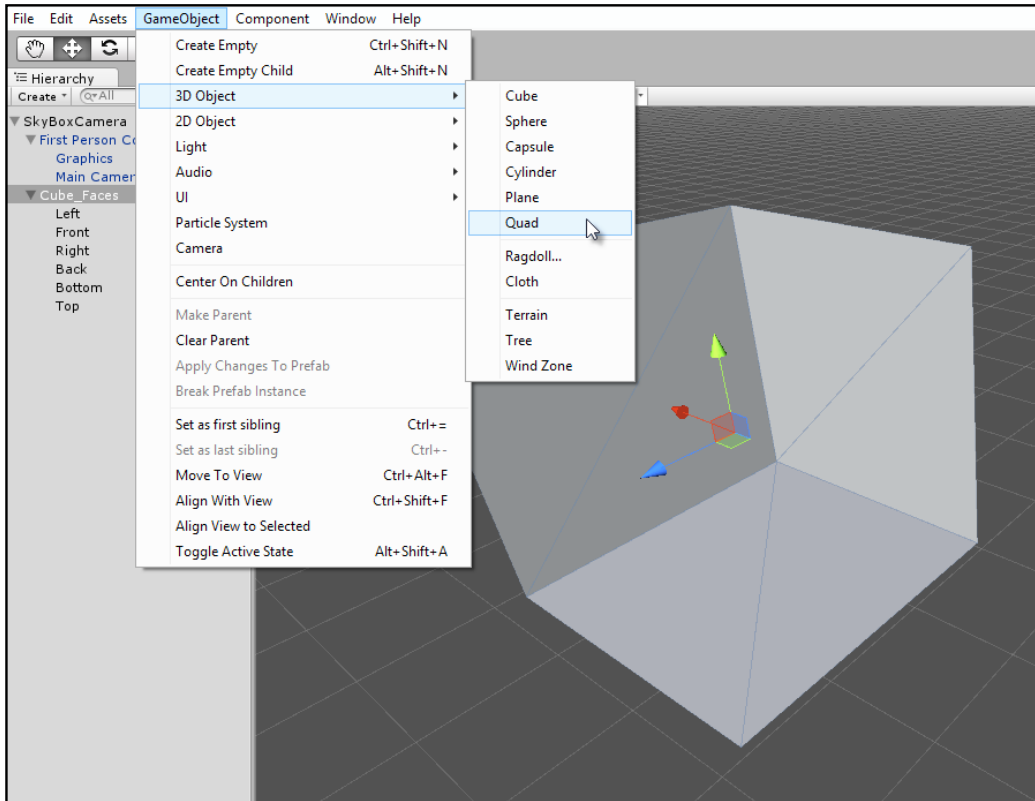 File Edit Assets GameObject Component Window Help
Hierarchy
Create All
SkyBoxCamera
First Person Co
Graphics
Main Camer
Cube_Faces
Left
Front
Right
Back
Bottom
Top
Create Empty Ctrl+Shift+N
Create Empty Child Alt+Shift+N
3D Object
2D Object
Light
Audio
UI
Particle System
Camera
Center On Children
Make Parent
Clear Parent
Apply Changes To Prefab
Break Prefab Instance
Set as first sibling Ctrl+=
Set as last sibling Ctrl+-
Move To View Ctrl+Alt+F
Align With View Ctrl+Shift+F
Align View to Selected
Toggle Active State Alt+Shift+A
Cube
Sphere
Capsule
Cylinder
Plane
Quad
Ragdoll...
Cloth
Terrain
Tree
Wind Zone